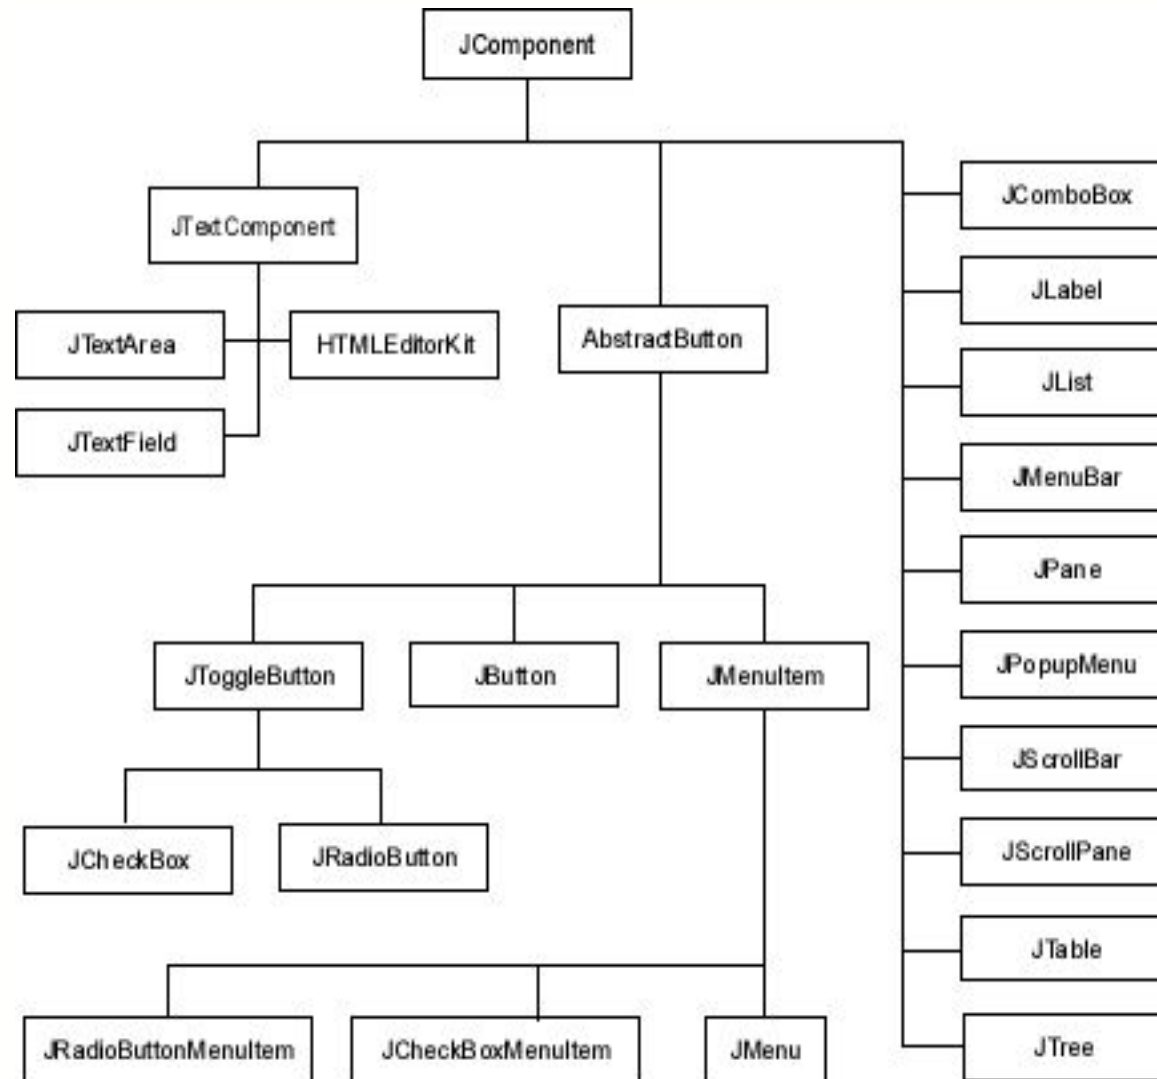 JComponent
JTextComponent
JTextArea
HTMLEditorKit
JTextField
AbstractButton
JComboBox
JLabel
JList
JMenuBar
JPane
JPopupMenu
JScrollBar
JScrollPane
JTable
JTree
JToggleButton
JButton
JMenuItem
JCheckBox
JRadioButton
JRadioButtonMenuItem
JCheckBoxMenuItem
JMenu